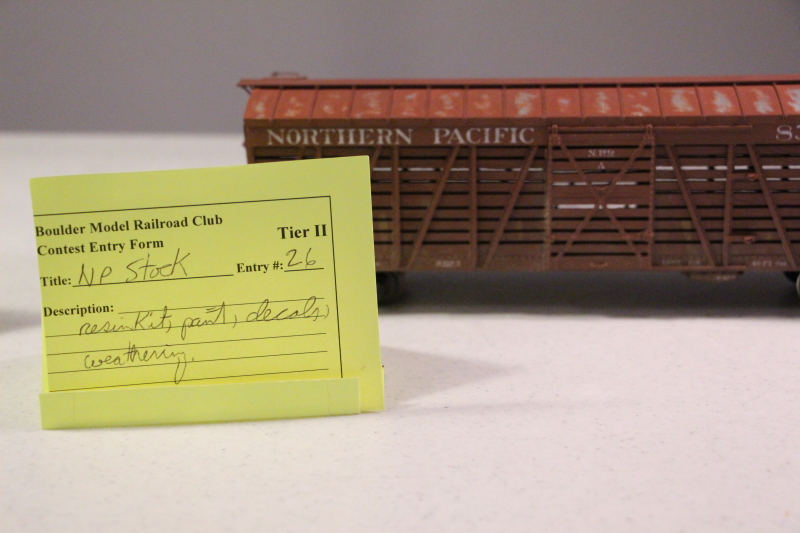 NORTHERN PACIFIC 83
Boulder Model Railroad Club
Contest Entry Form Tier II
Title: NP Stock Entry #: 26
Description:
resin kit, paint, decals,
weathering.